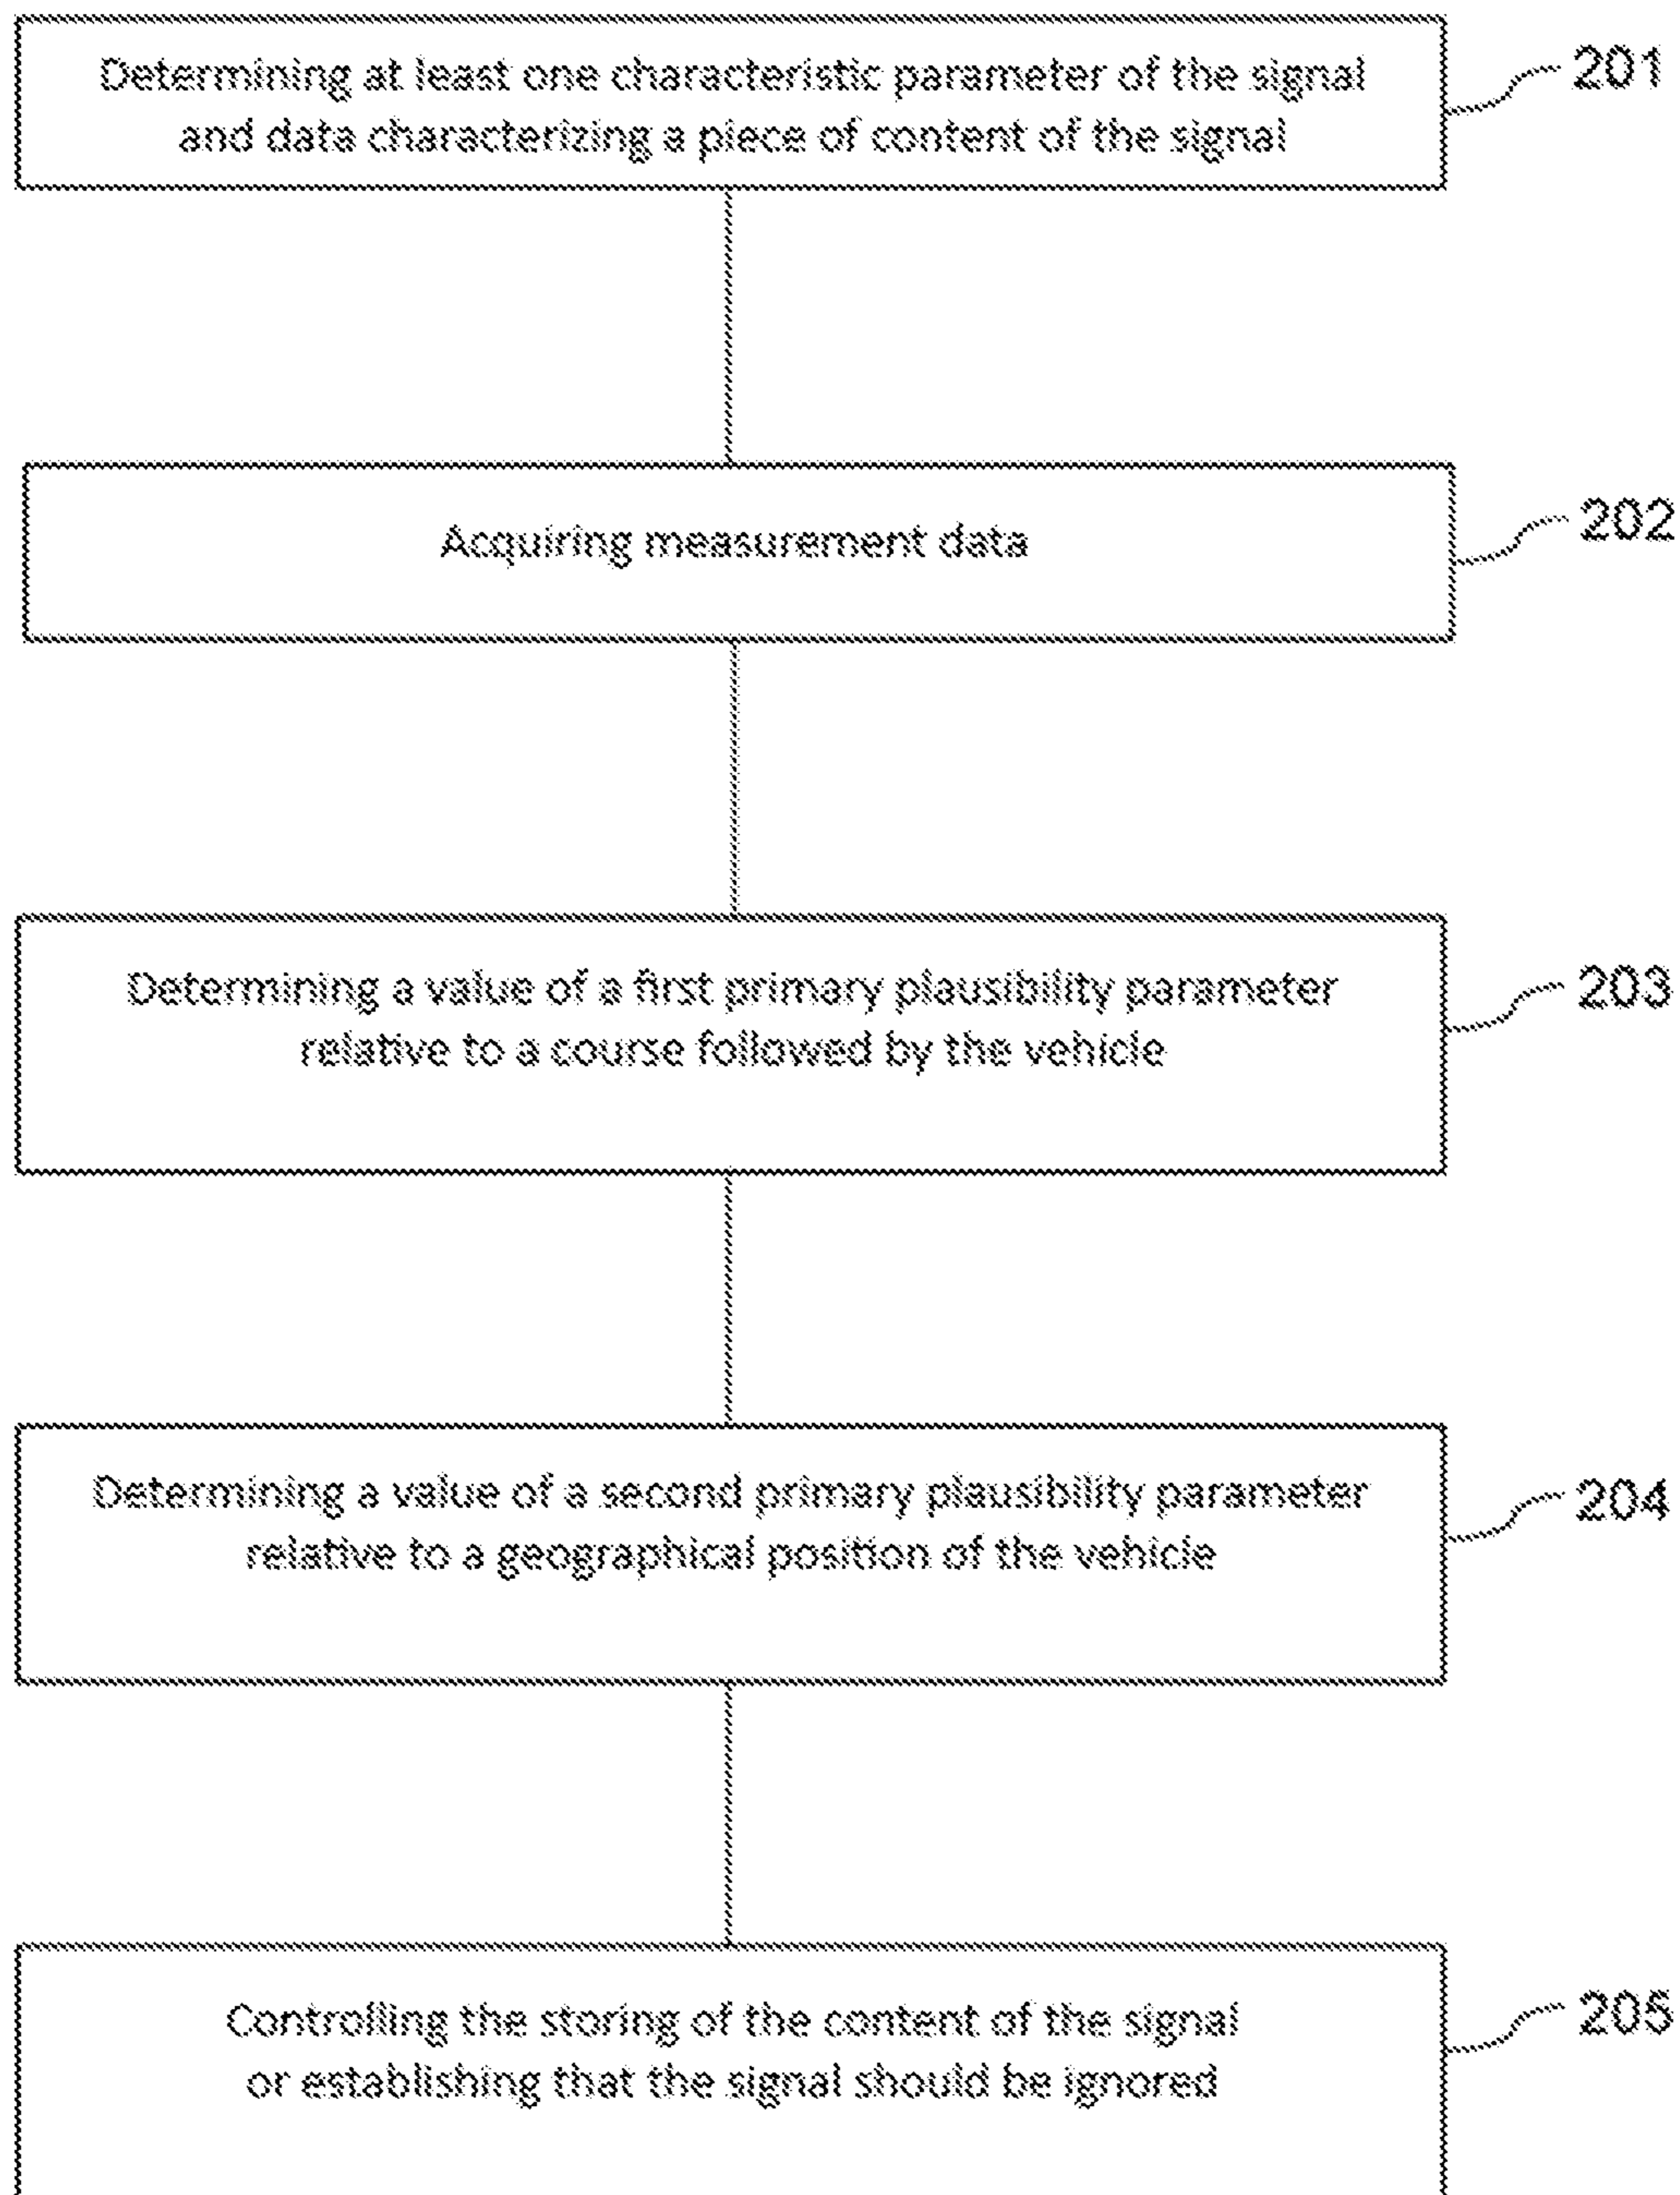 Determining at least one characteristic parameter of the signal
and data characterizing a piece of content of the signal
201
Acquiring measurement data
202
Determining a value of a first primary plausibility parameter
relative to a course followed by the vehicle
203
Determining a value of a second primary plausibility parameter
relative to a geographical position of the vehicle
204
Controlling the storing of the content of the signal
or establishing that the signal should be ignored
205